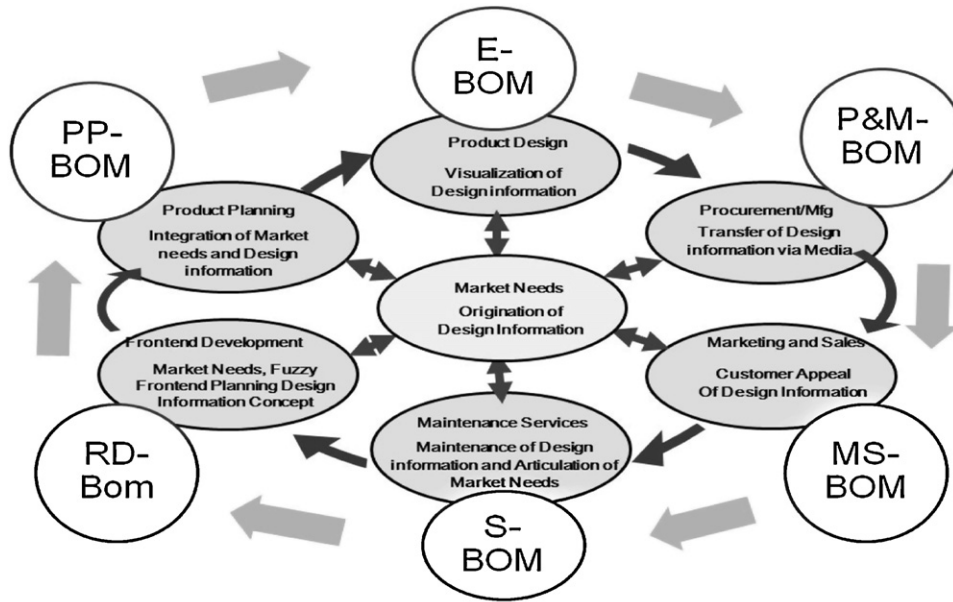 E-
BOM
PP-
BOM
P&M-
BOM
Product Design
Visualization of
Design information
Product Planning
Integration of Market
needs and Design
information
Procurement/Mfg
Transfer of Design
information via Media
Market Needs
Origination of
Design Information
Frontend Development
Market Needs, Fuzzy
Frontend Planning Design
Information Concept
Marketing and Sales
Customer Appeal
Of Design Information
Maintenance Services
Maintenance of Design
information and Articulation of
Market Needs
RD-
Bom
MS-
BOM
S-
BOM